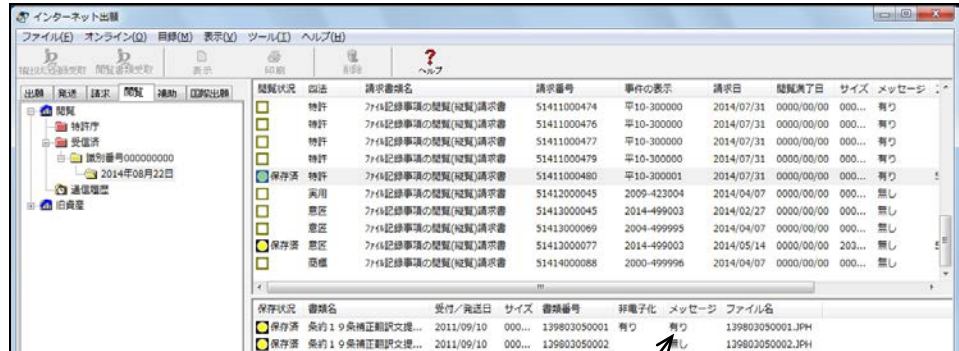 インターネット出願
ファイル(F) オンライン(O) 目録(M) 表示(V) ツール(T) ヘルプ(H)
閲覧書類受取 表示 印刷 削除 ヘルプ
出願 発送 請求 閲覧 補助 国際出願
閲覧
特許庁
受信済
識別番号000000000
2014年08月22日
通信履歴
旧資産
閲覧状況 四法 請求書類名 請求番号 事件の表示 請求日 閲覧満了日 サイズ メッセージ
特許 ファイル記録事項の閲覧(縦覧)請求書 51411000474 平10-300000 2014/07/31 0000/00/00 000... 有り
特許 ファイル記録事項の閲覧(縦覧)請求書 51411000476 平10-300000 2014/07/31 0000/00/00 000... 有り
特許 ファイル記録事項の閲覧(縦覧)請求書 51411000477 平10-300000 2014/07/31 0000/00/00 000... 有り
特許 ファイル記録事項の閲覧(縦覧)請求書 51411000479 平10-300000 2014/07/31 0000/00/00 000... 有り
保存済 特許 ファイル記録事項の閲覧(縦覧)請求書 51411000480 平10-300001 2014/07/31 0000/00/00 000... 有り
実用 ファイル記録事項の閲覧(縦覧)請求書 51412000045 2009-423004 2014/04/07 0000/00/00 000... 無し
意匠 ファイル記録事項の閲覧(縦覧)請求書 51413000045 2014-499003 2014/02/27 0000/00/00 000... 無し
意匠 ファイル記録事項の閲覧(縦覧)請求書 51413000069 2004-499995 2014/04/07 0000/00/00 000... 無し
保存済 意匠 ファイル記録事項の閲覧(縦覧)請求書 51413000077 2014-499003 2014/05/14 0000/00/00 203... 無し
商標 ファイル記録事項の閲覧(縦覧)請求書 51414000088 2000-499996 2014/04/07 0000/00/00 000... 無し
保存状況 書類名 受付/発送日 サイズ 書類番号 非電子化 メッセージ ファイル名
保存済 条約19条補正翻訳文提... 2011/09/10 000... 139803050001 有り 有り 139803050001.JPH
保存済 条約19条補正翻訳文提... 2011/09/10 000... 139803050002 無し 139803050002.JPH